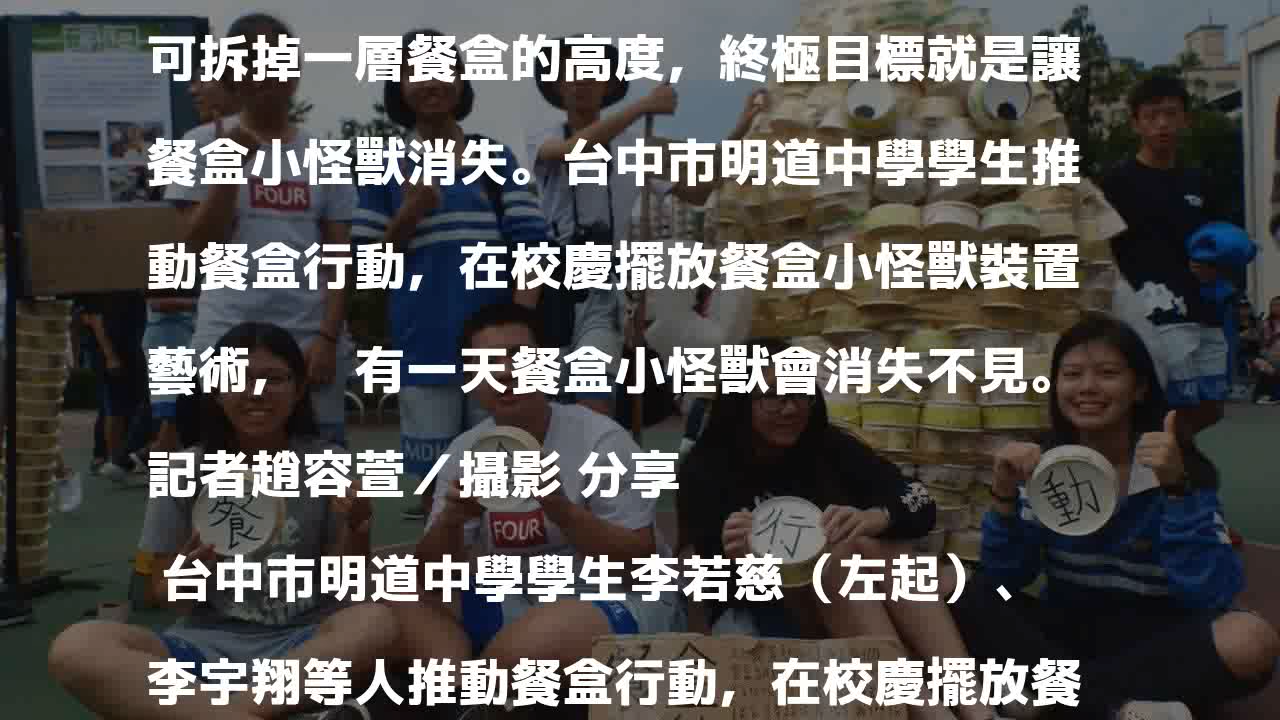 可拆掉一層餐盒的高度，終極目標就是讓
餐盒小怪獸消失。台中市明道中學學生推
動餐盒行動，在校慶擺放餐盒小怪獸裝置
藝術，　有一天餐盒小怪獸會消失不見。
記者趙容萱／攝影 分享
台中市明道中學學生李若慈（左起）、
李宇翔等人推動餐盒行動，在校慶擺放餐
FOUR
FOUR
餐
行
動